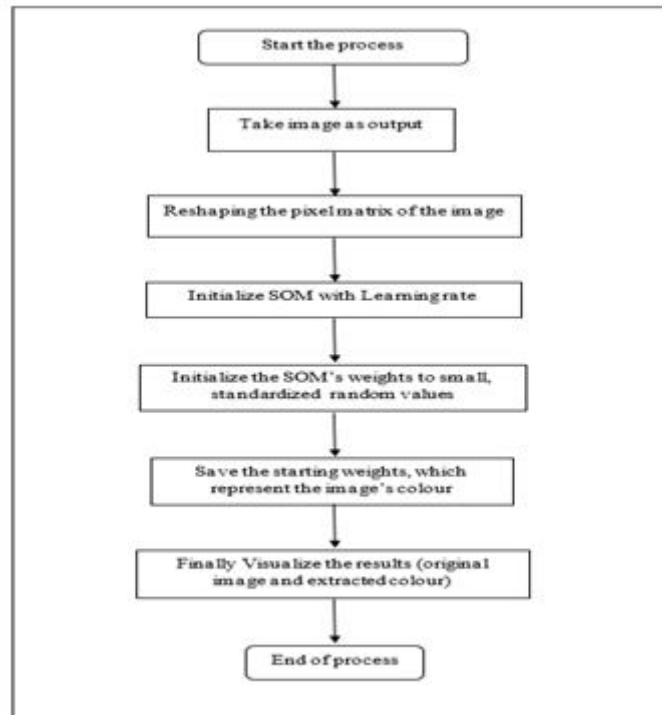 Start the process
Take image as output
Reshaping the pixel matrix of the image
Initialize SOM with Learning rate
Initialize the SOM's weights to small,
standardized random values
Save the starting weights, which
represent the image's colour
Finally Visualize the results (original
image and extracted colour)
End of process